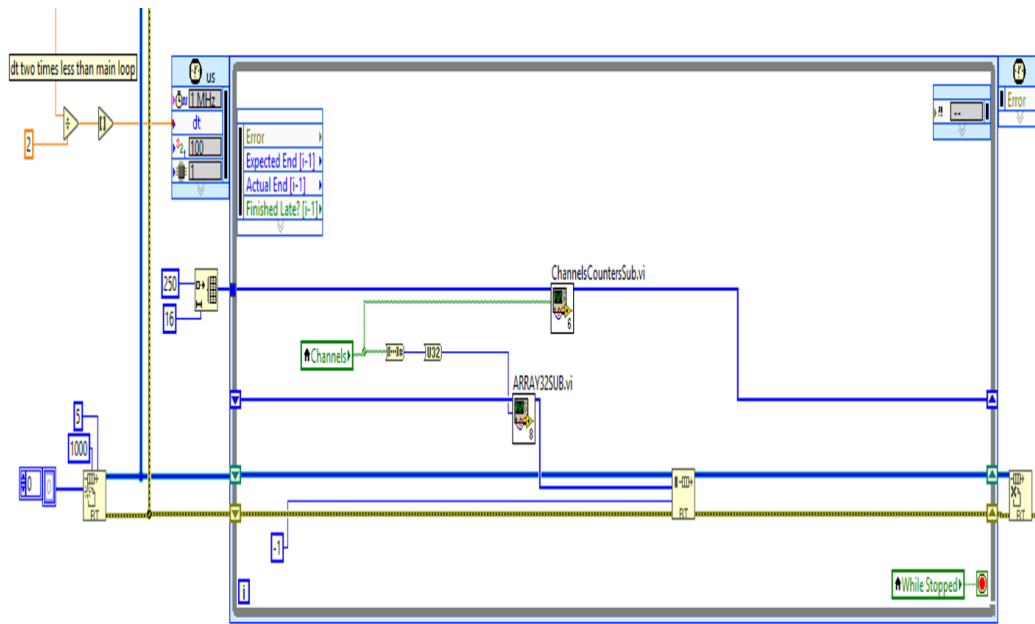 dt two times less than main loop
2
us
1 MHz
dt
100
1
Error
Expected End [i-1]
Actual End [i-1]
Finished Late? [i-1]
?!
--
Error
250
16
ChannelsCountersSub.vi
6
Channels
U32
ARRAY32SUB.vi
8
5
1000
0
0
RT
RT
RT
-1
i
While Stopped